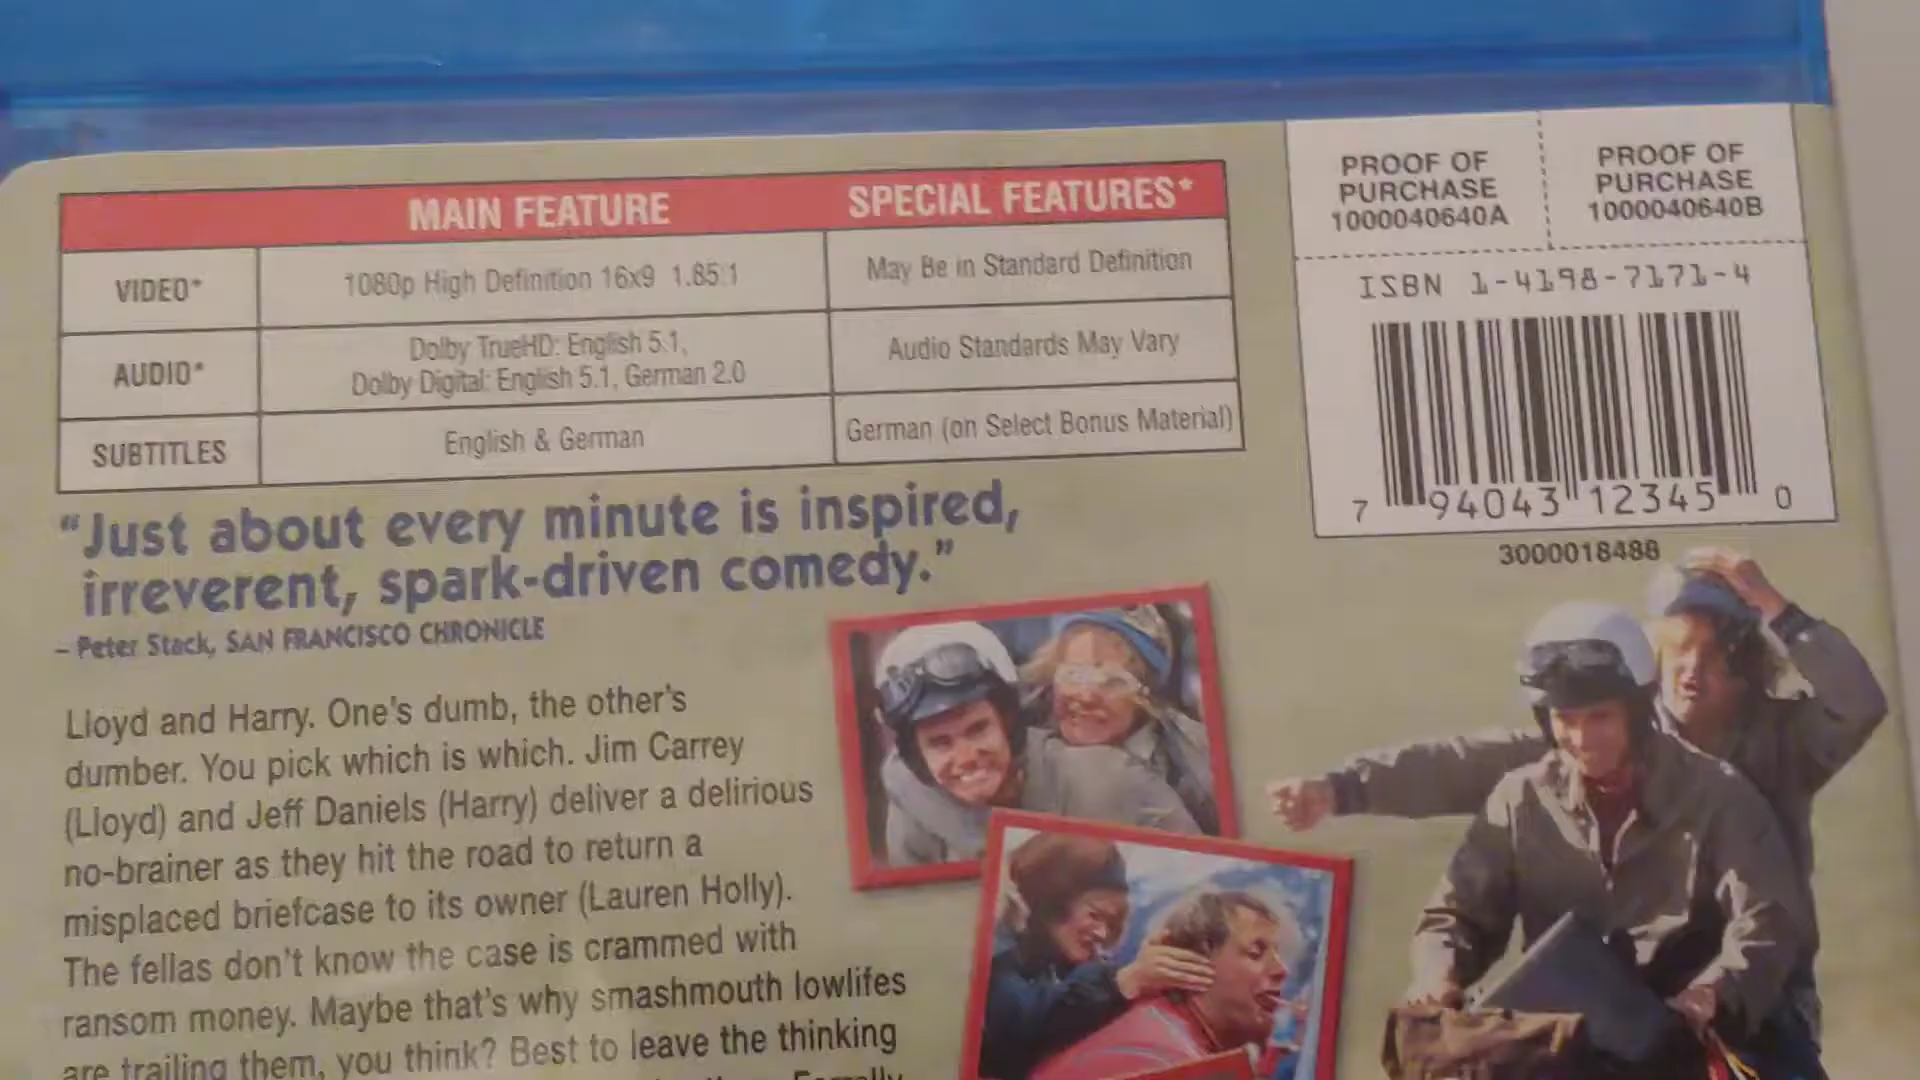 MAIN FEATURE SPECIAL FEATURES*
VIDEO* 1080p High Definition 16x9 1.85:1 May Be in Standard Definition
AUDIO* Dolby TrueHD: English 5.1, Dolby Digital: English 5.1, German 2.0 Audio Standards May Vary
SUBTITLES English & German German (on Select Bonus Material)
PROOF OF
PURCHASE
1000040640A
PROOF OF
PURCHASE
1000040640B
ISBN 1-4198-7171-4
7 94043 12345 0
3000018488
“Just about every minute is inspired,
irreverent, spark-driven comedy.”
– Peter Stack, SAN FRANCISCO CHRONICLE
Lloyd and Harry. One's dumb, the other's
dumber. You pick which is which. Jim Carrey
(Lloyd) and Jeff Daniels (Harry) deliver a delirious
no-brainer as they hit the road to return a
misplaced briefcase to its owner (Lauren Holly).
The fellas don't know the case is crammed with
ransom money. Maybe that's why smashmouth lowlifes
are trailing them, you think? Best to leave the thinking